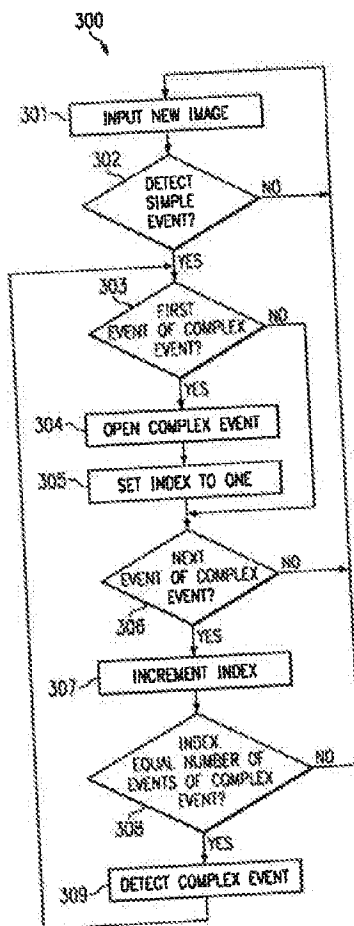 300
301
INPUT NEW IMAGE
302
DETECT
SIMPLE
EVENT?
NO
YES
303
FIRST
EVENT OF COMPLEX
EVENT?
NO
YES
304
OPEN COMPLEX EVENT
305
SET INDEX TO ONE
NEXT
EVENT OF COMPLEX
EVENT?
NO
306
YES
307
INCREMENT INDEX
INDEX
EQUAL NUMBER OF
EVENTS OF COMPLEX
EVENT?
NO
308
YES
309
DETECT COMPLEX EVENT